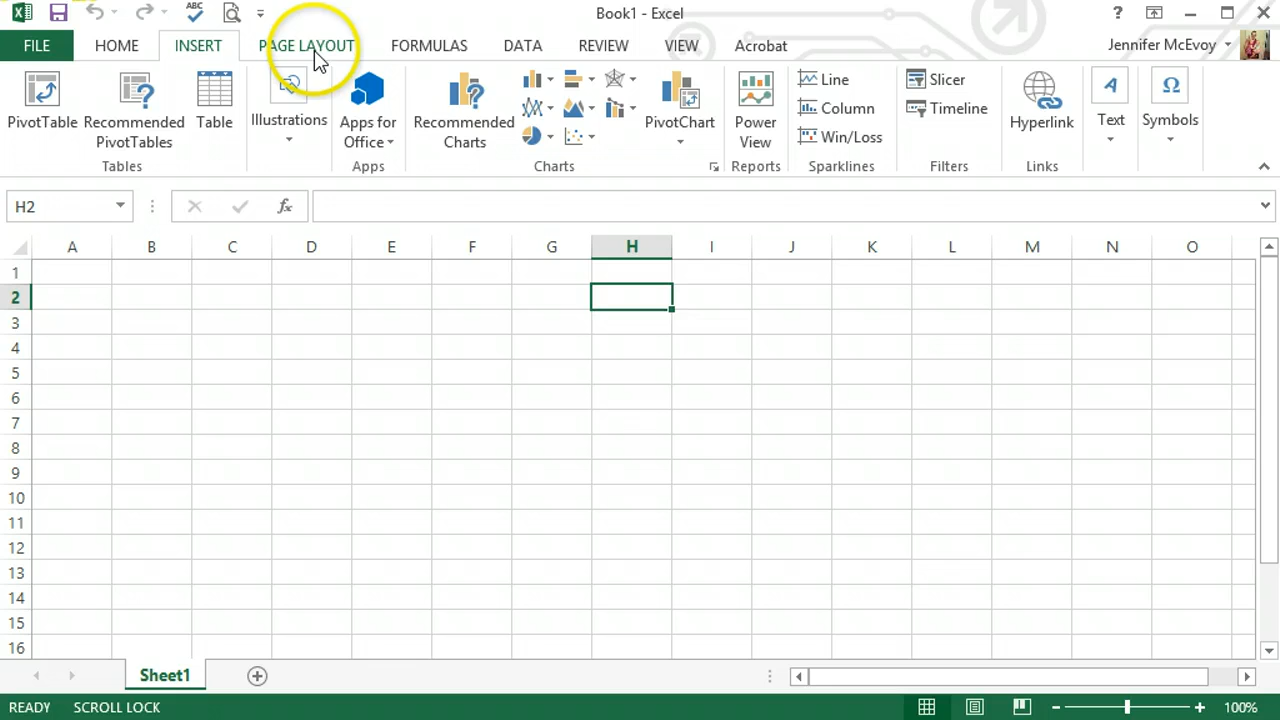 ABC
Book1 - Excel
?
FILE HOME INSERT PAGE LAYOUT FORMULAS DATA REVIEW VIEW Acrobat Jennifer McEvoy
PivotTable Recommended PivotTables Table Illustrations Apps for Office Recommended Charts PivotChart Power View Line Column Win/Loss Slicer Timeline Hyperlink Text Symbols
Tables Apps Charts Reports Sparklines Filters Links
H2 fx
A B C D E F G H I J K L M N O
1
2
3
4
5
6
7
8
9
10
11
12
13
14
15
16
Sheet1
READY SCROLL LOCK 100%